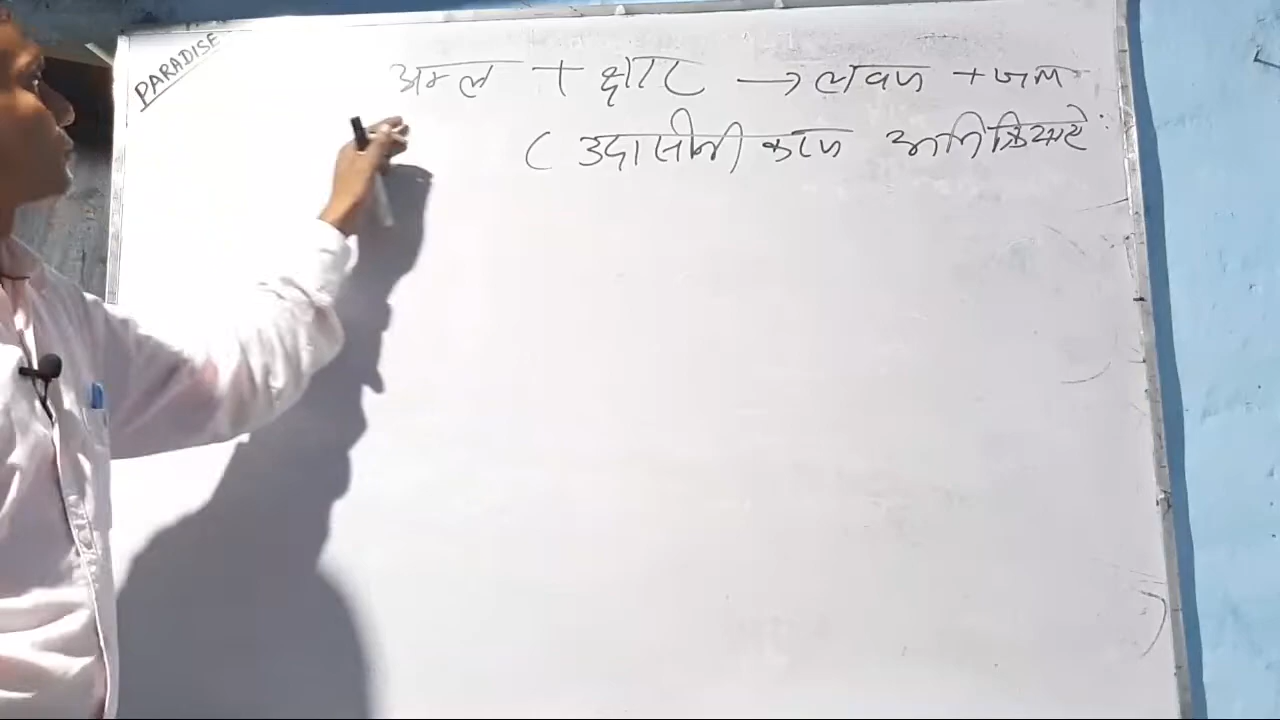 PARADISE
अम्ल + क्षार → लवण + जल
( उदासीनीकरण अभिक्रियाये :